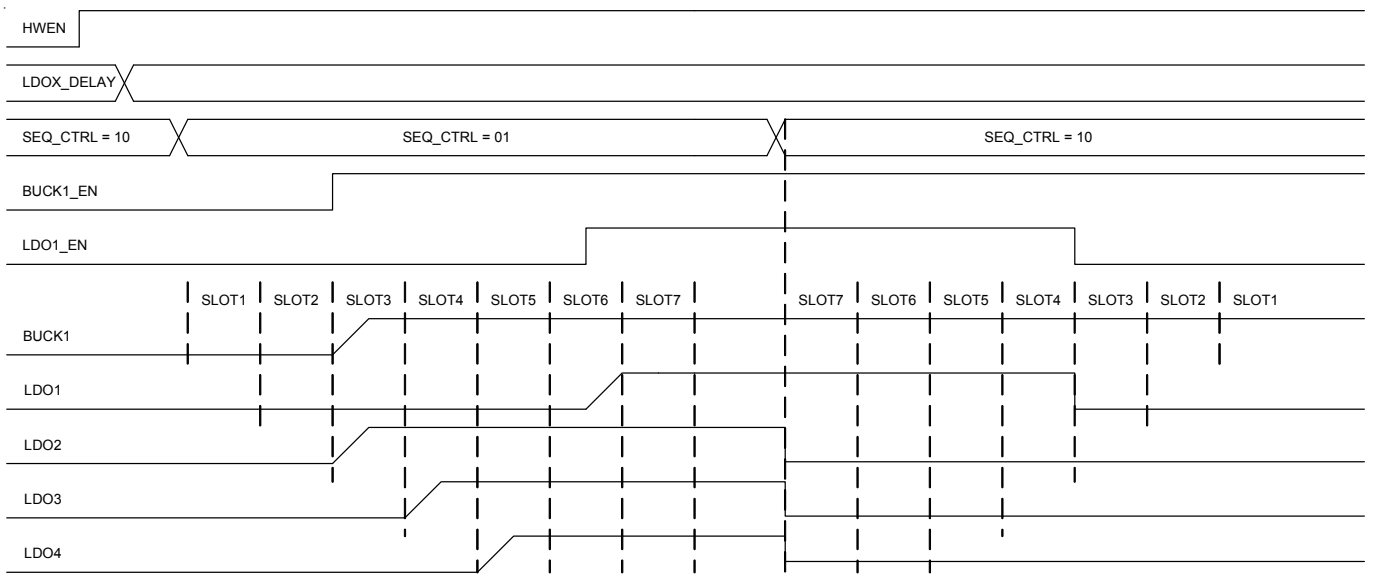 HWEN
LDOX_DELAY
SEQ_CTRL = 10 SEQ_CTRL = 01 SEQ_CTRL = 10
BUCK1_EN
LDO1_EN
SLOT1 SLOT2 SLOT3 SLOT4 SLOT5 SLOT6 SLOT7 SLOT7 SLOT6 SLOT5 SLOT4 SLOT3 SLOT2 SLOT1
BUCK1
LDO1
LDO2
LDO3
LDO4